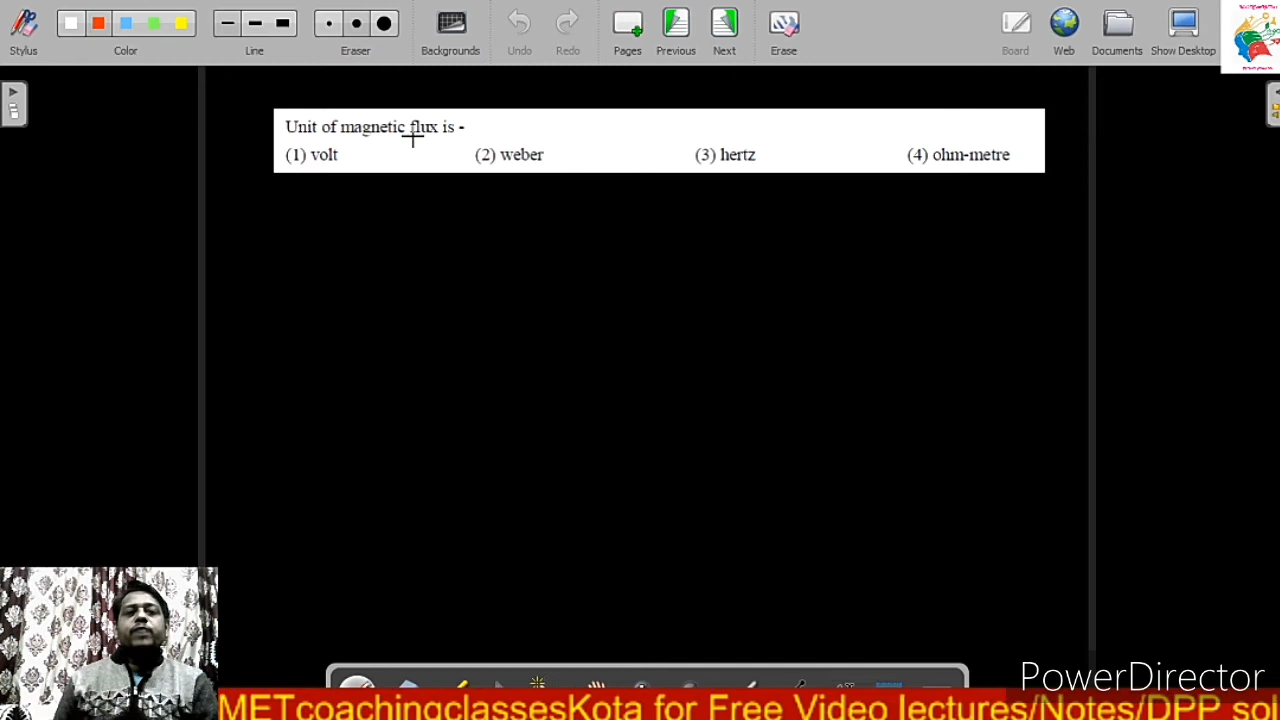 Stylus
Color
Line
Eraser
Backgrounds
Undo
Redo
Pages
Previous
Next
Erase
Board
Web
Documents
Show Desktop
Unit of magnetic flux is -
(1) volt (2) weber (3) hertz (4) ohm-metre
PowerDirector
METcoachingclassesKota for Free Video lectures/Notes/DPP sol